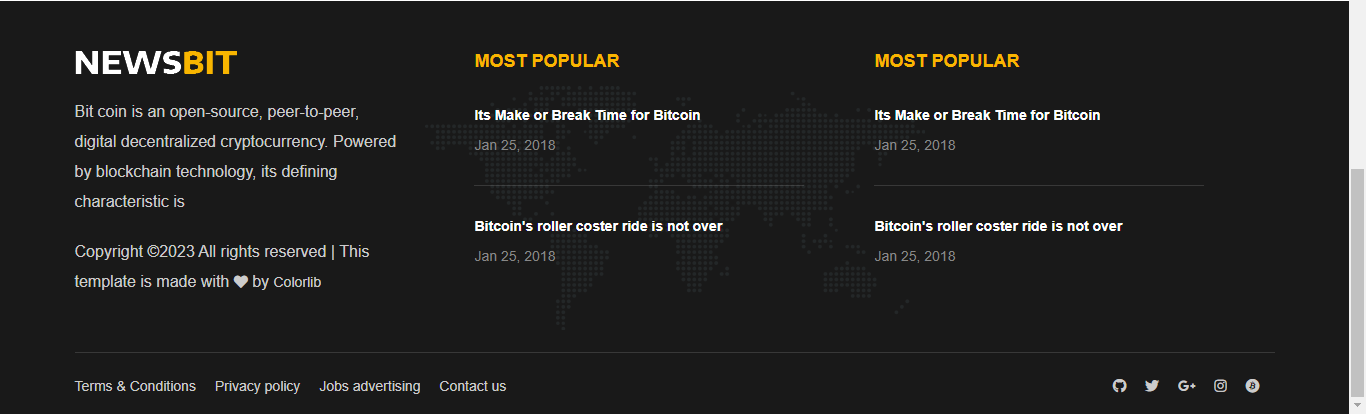 NEWSBIT
Bit coin is an open-source, peer-to-peer,
digital decentralized cryptocurrency. Powered
by blockchain technology, its defining
characteristic is
Copyright ©2023 All rights reserved | This
template is made with ♥ by Colorlib
MOST POPULAR
Its Make or Break Time for Bitcoin
Jan 25, 2018
Bitcoin's roller coster ride is not over
Jan 25, 2018
MOST POPULAR
Its Make or Break Time for Bitcoin
Jan 25, 2018
Bitcoin's roller coster ride is not over
Jan 25, 2018
Terms & Conditions Privacy policy Jobs advertising Contact us